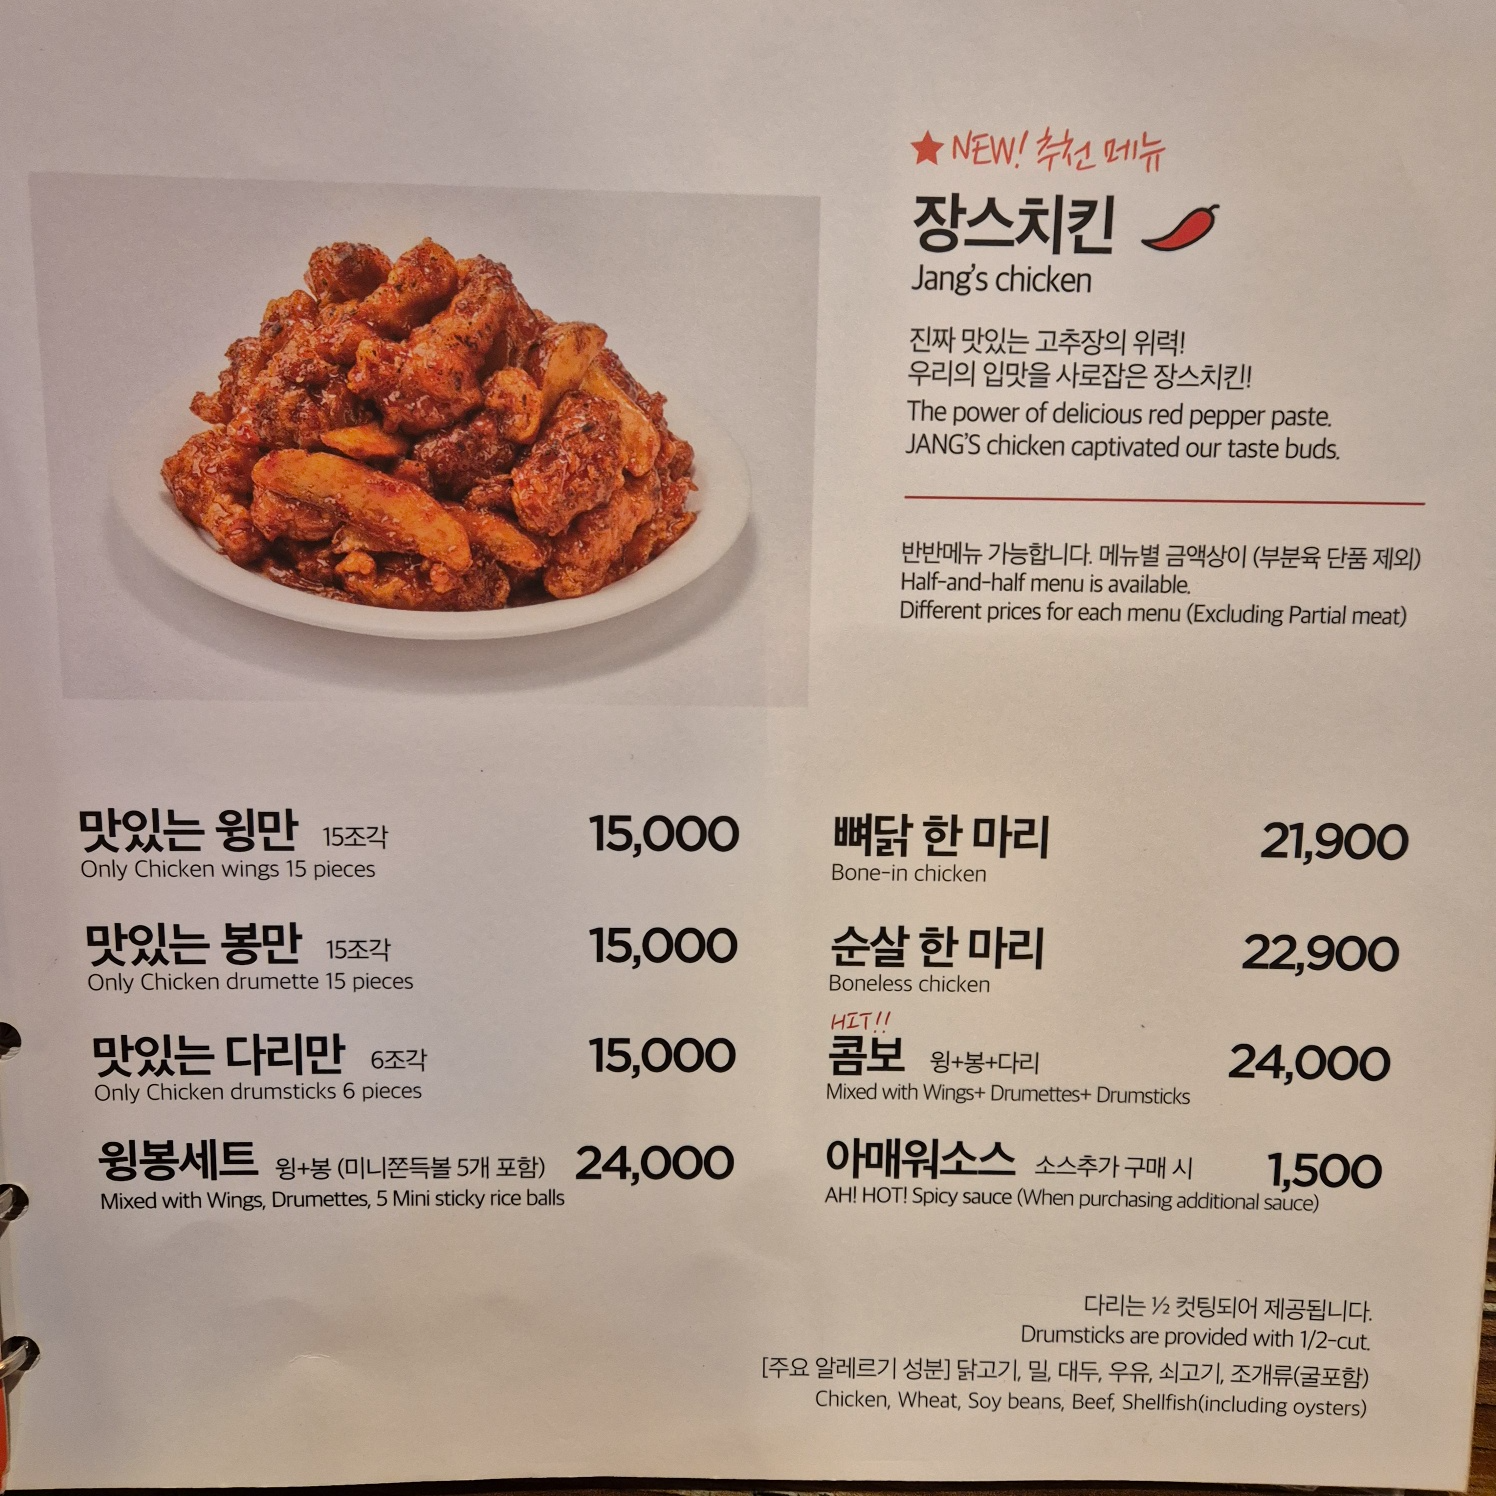 ★ NEW! 추천 메뉴
장스치킨
Jang's chicken
진짜 맛있는 고추장의 위력!
우리의 입맛을 사로잡은 장스치킨!
The power of delicious red pepper paste.
JANG'S chicken captivated our taste buds.
반반메뉴 가능합니다. 메뉴별 금액상이 (부분육 단품 제외)
Half-and-half menu is available.
Different prices for each menu (Excluding Partial meat)
맛있는 윙만 15조각 15,000
Only Chicken wings 15 pieces
맛있는 봉만 15조각 15,000
Only Chicken drumette 15 pieces
맛있는 다리만 6조각 15,000
Only Chicken drumsticks 6 pieces
윙봉세트 윙+봉 (미니쫀득볼 5개 포함) 24,000
Mixed with Wings, Drumettes, 5 Mini sticky rice balls
뼈닭 한 마리 21,900
Bone-in chicken
순살 한 마리 22,900
Boneless chicken
HIT!!
콤보 윙+봉+다리 24,000
Mixed with Wings+ Drumettes+ Drumsticks
아매워소스 소스추가 구매 시 1,500
AH! HOT! Spicy sauce (When purchasing additional sauce)
다리는 ½ 컷팅되어 제공됩니다.
Drumsticks are provided with 1/2-cut.
[주요 알레르기 성분] 닭고기, 밀, 대두, 우유, 쇠고기, 조개류(굴포함)
Chicken, Wheat, Soy beans, Beef, Shellfish(including oysters)